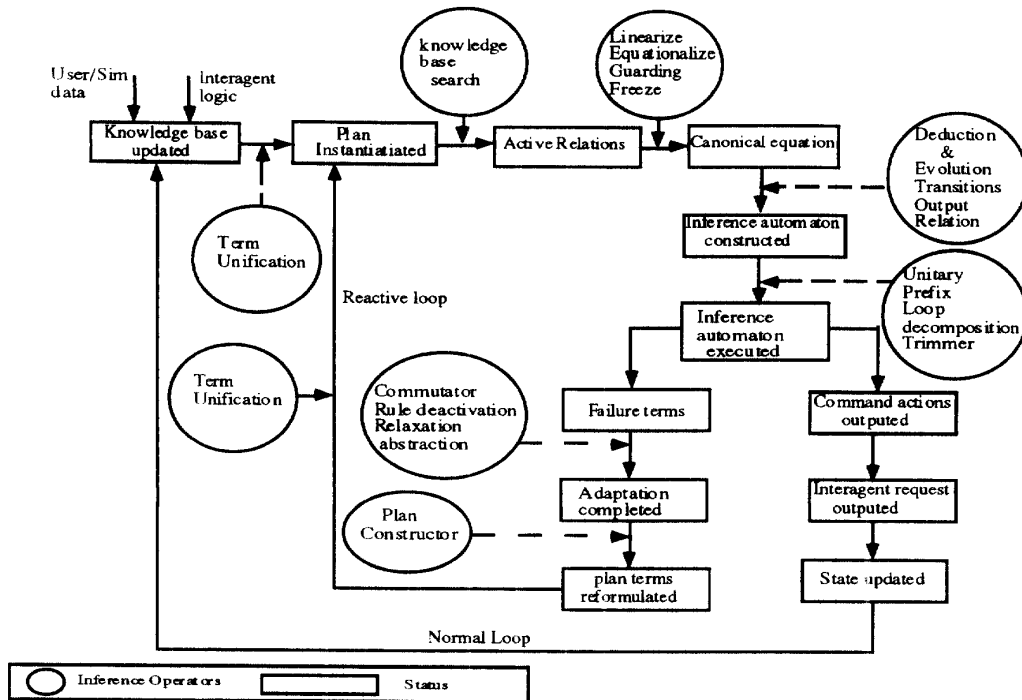 User/Sim
data
Interagent
logic
knowledge
base
search
Linearize
Equationalize
Guarding
Freeze
Knowledge base
updated
Plan
Instantiatiated
Active Relations
Canonical equation
Deduction
&
Evolution
Transitions
Output
Relation
Term
Unification
Inference automaton
constructed
Reactive loop
Unitary
Prefix
Loop
decomposition
Trimmer
Inference
automaton
executed
Term
Unification
Commutator
Rule deactivation
Relaxation
abstraction
Failure terms
Command actions
outputed
Adaptation
completed
Interagent request
outputed
Plan
Constructor
plan terms
reformulated
State updated
Normal Loop
Inference Operators
Status